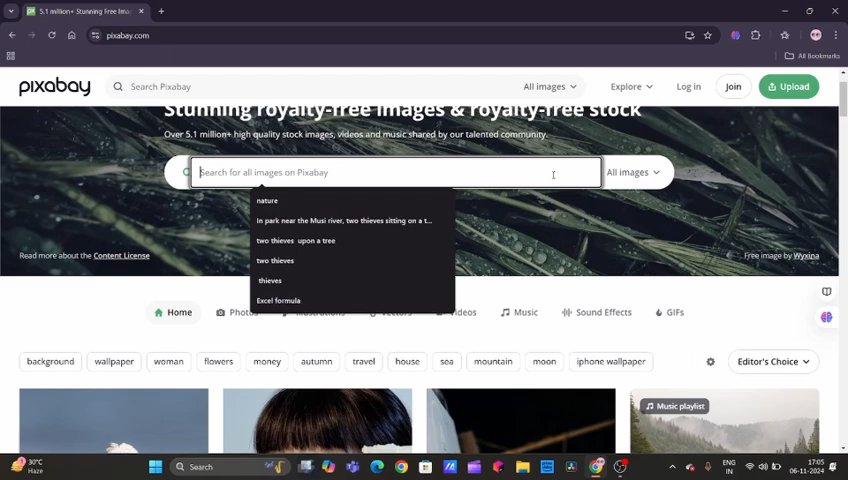 5.1 million+ Stunning Free Ima
pixabay.com
All Bookmarks
pixabay
Search Pixabay
All images
Explore
Log in
Join
Upload
Stunning royalty-free images & royalty-free stock
Over 5.1 million+ high quality stock images, videos and music shared by our talented community.
Search for all images on Pixabay
All images
nature
In park near the Musi river, two thieves sitting on a t...
two thieves upon a tree
two thieves
thieves
Excel formula
Read more about the Content License
Free image by Wyxina
Home
Photos
Music
Sound Effects
GIFs
background
wallpaper
woman
flowers
money
autumn
travel
house
sea
mountain
moon
iphone wallpaper
Editor's Choice
Music playlist
30°C
Haze
Search
ENG
IN
17:05
06-11-2024